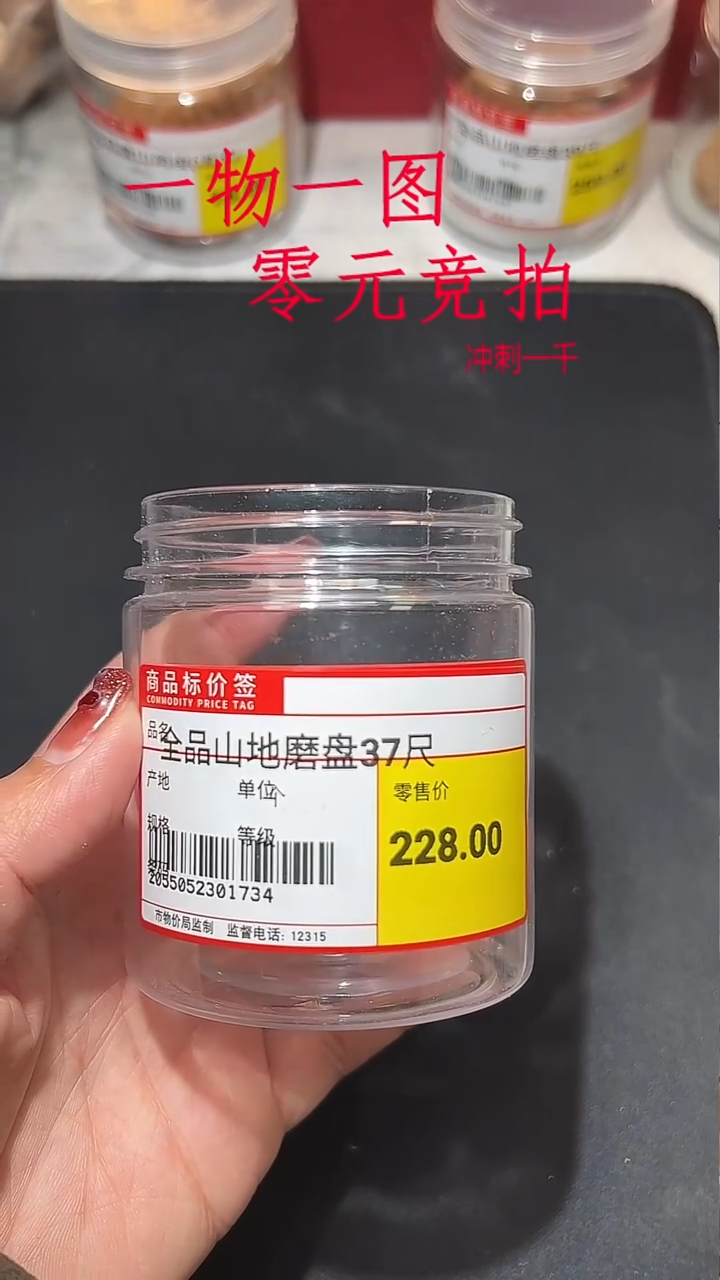 一物一图
零元竞拍
冲刺一千
商品标价签
COMMODITY PRICE TAG
品名 全品山地磨盘37尺
产地 单位个 零售价
规格 等级
228.00
2055052301734
市物价局监制 监督电话: 12315